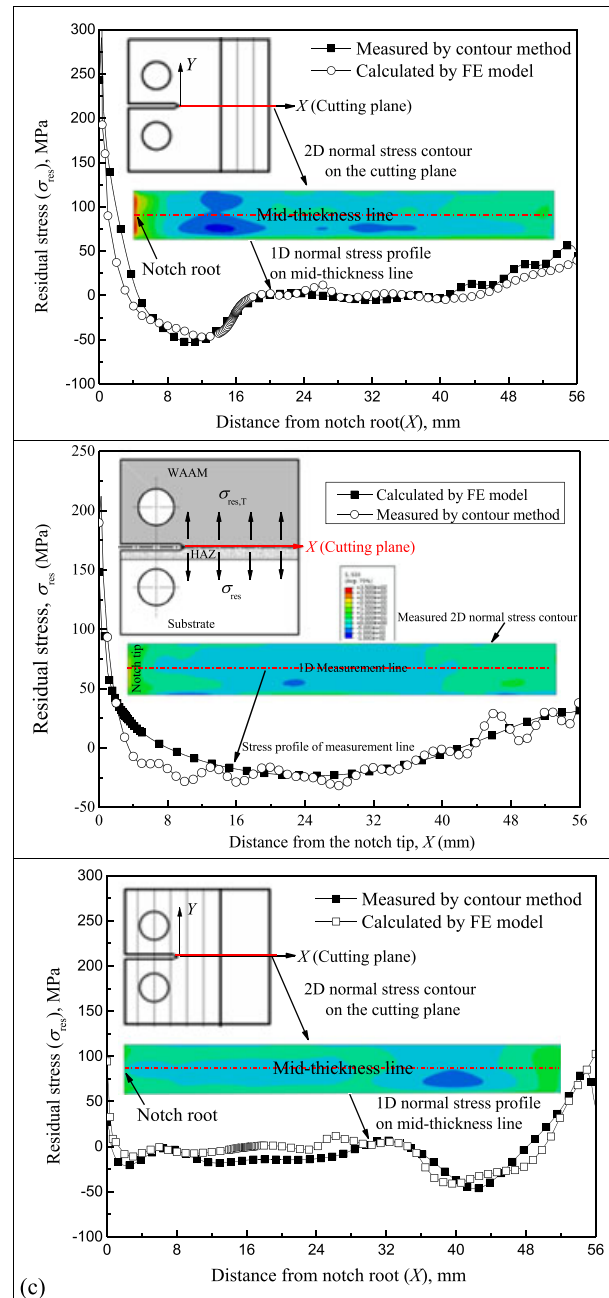 300
250
200
150
100
50
0
-50
-100
Residual stress (σres), MPa
Measured by contour method
Calculated by FE model
Y
X (Cutting plane)
2D normal stress contour
on the cutting plane
Mid-thickness line
Notch root
1D normal stress profile
on mid-thickness line
0 8 16 24 32 40 48 56
Distance from notch root(X), mm
250
200
150
100
50
0
-50
Residual stress, σres (MPa)
WAAM
σres,T
Calculated by FE model
Measured by contour method
X (Cutting plane)
HAZ
σres
Substrate
Measured 2D normal stress contour
Notch tip
1D Measurement line
Stress profile of measurement line
0 8 16 24 32 40 48 56
Distance from the notch tip, X (mm)
300
250
200
150
100
50
0
-50
-100
Residual stress (σres), MPa
Measured by contour method
Calculated by FE model
Y
X (Cutting plane)
2D normal stress contour
on the cutting plane
Mid-thickness line
Notch root
1D normal stress profile
on mid-thickness line
0 8 16 24 32 40 48 56
Distance from notch root (X), mm
(c)